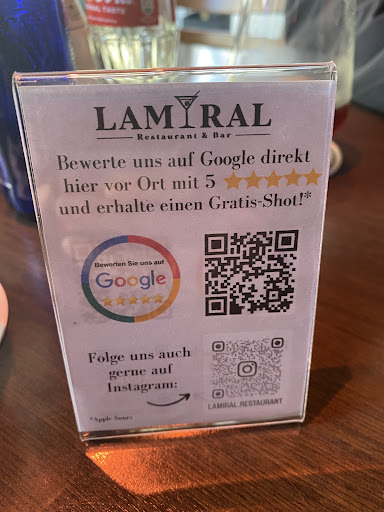 LAMIRAL
Restaurant & Bar
Bewerte uns auf Google direkt
hier vor Ort mit 5 ★★★★★
und erhalte einen Gratis-Shot!*
Bewerten Sie uns auf
Google
Folge uns auch
gerne auf
Instagram:
LAMIRAL.RESTAURANT
*Apple Sours